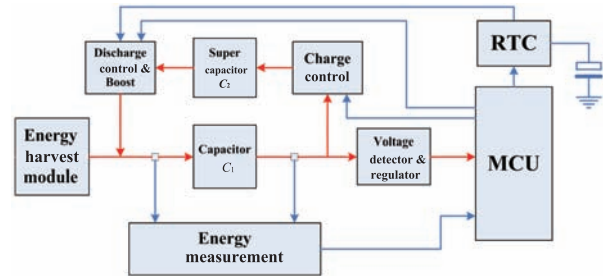 Discharge
control &
Boost
Super
capacitor
C₂
Charge
control
RTC
Energy
harvest
module
Capacitor
C₁
Voltage
detector &
regulator
MCU
Energy
measurement